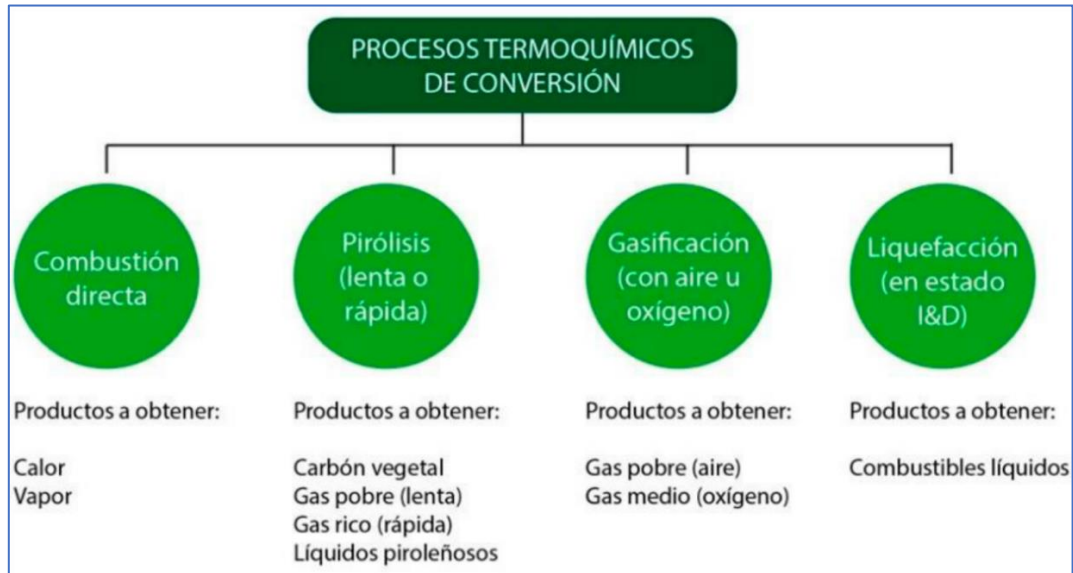 PROCESOS TERMOQUÍMICOS
DE CONVERSIÓN
Combustión
directa
Productos a obtener:
Calor
Vapor
Pirólisis
(lenta o
rápida)
Productos a obtener:
Carbón vegetal
Gas pobre (lenta)
Gas rico (rápida)
Líquidos piroleñosos
Gasificación
(con aire u
oxígeno)
Productos a obtener:
Gas pobre (aire)
Gas medio (oxígeno)
Liquefacción
(en estado
I&D)
Productos a obtener:
Combustibles líquidos